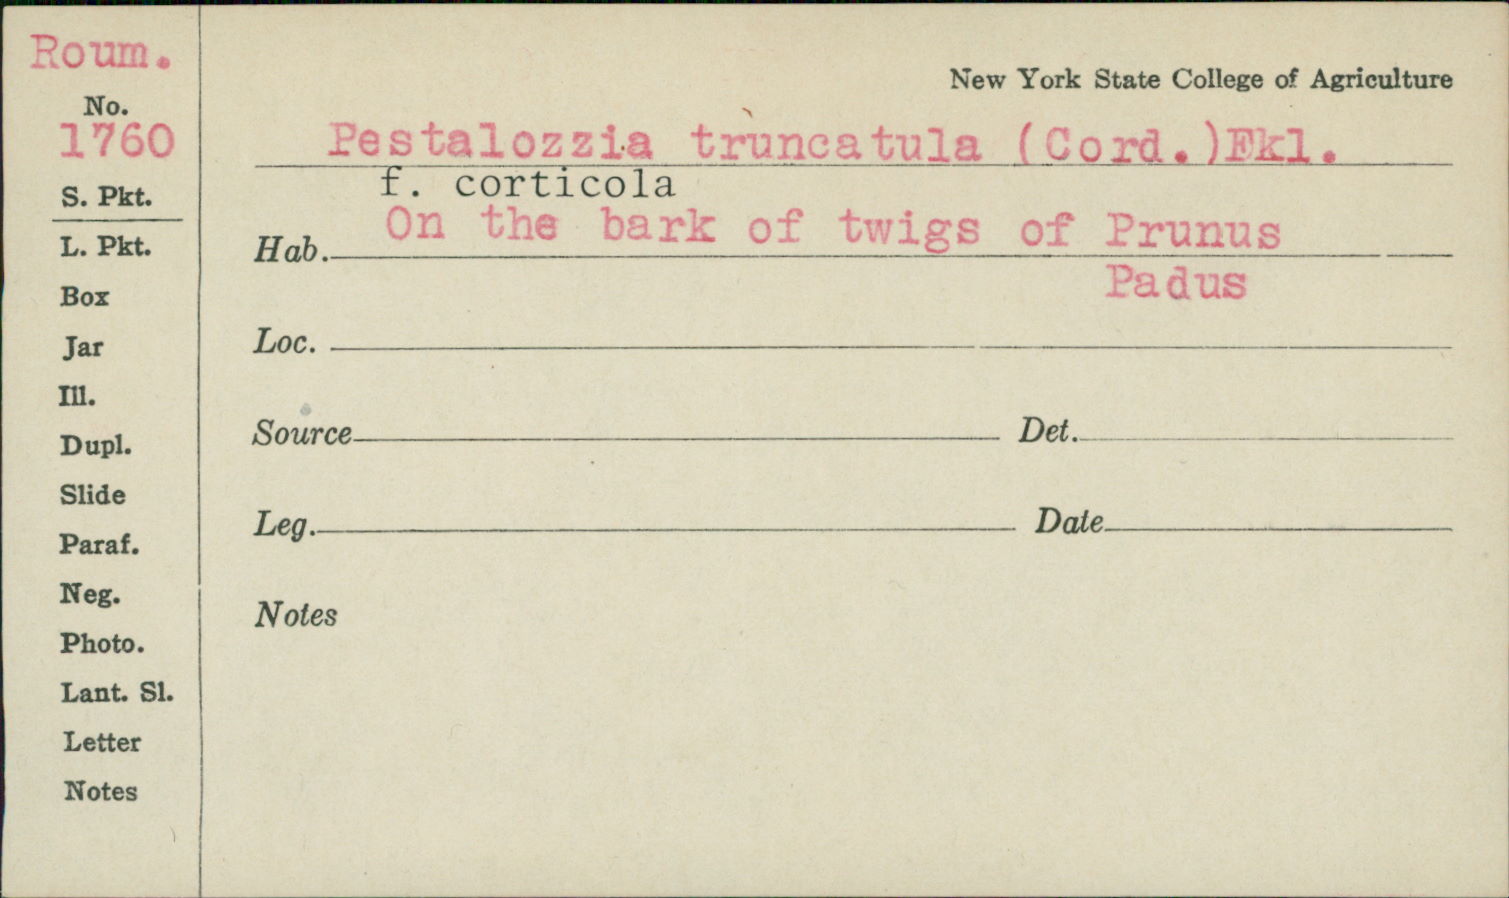 Roum.
No.
1760
S. Pkt.
L. Pkt.
Box
Jar
Ill.
Dupl.
Slide
Paraf.
Neg.
Photo.
Lant. Sl.
Letter
Notes
New York State College of Agriculture
Pestalozzia truncatula (Cord.)Fkl.
f. corticola
Hab. On the bark of twigs of Prunus
Padus
Loc.
Source Det.
Leg. Date
Notes